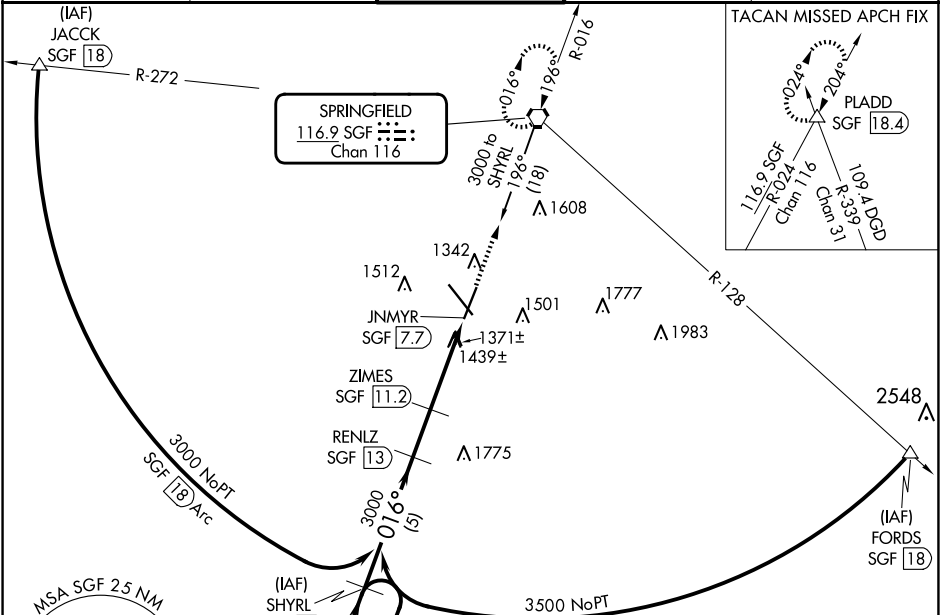 (IAF)
JACCK
SGF 18
R-272
SPRINGFIELD
116.9 SGF
Chan 116
016°
196°
R-016
3000 to
SHYRL
196°
(18)
TACAN MISSED APCH FIX
024°
204°
PLADD
SGF 18.4
116.9 SGF
R-024
Chan 116
109.4 DGD
R-339
Chan 31
1608
1342
1512
JNMYR
SGF 7.7
1501
1777
1983
1371±
1439±
R-128
ZIMES
SGF 11.2
2548
RENLZ
SGF 13
1775
3000 NoPT
SGF 18 Arc
3000
016°
(5)
(IAF)
FORDS
SGF 18
(IAF)
SHYRL
3500 NoPT
MSA SGF 25 NM